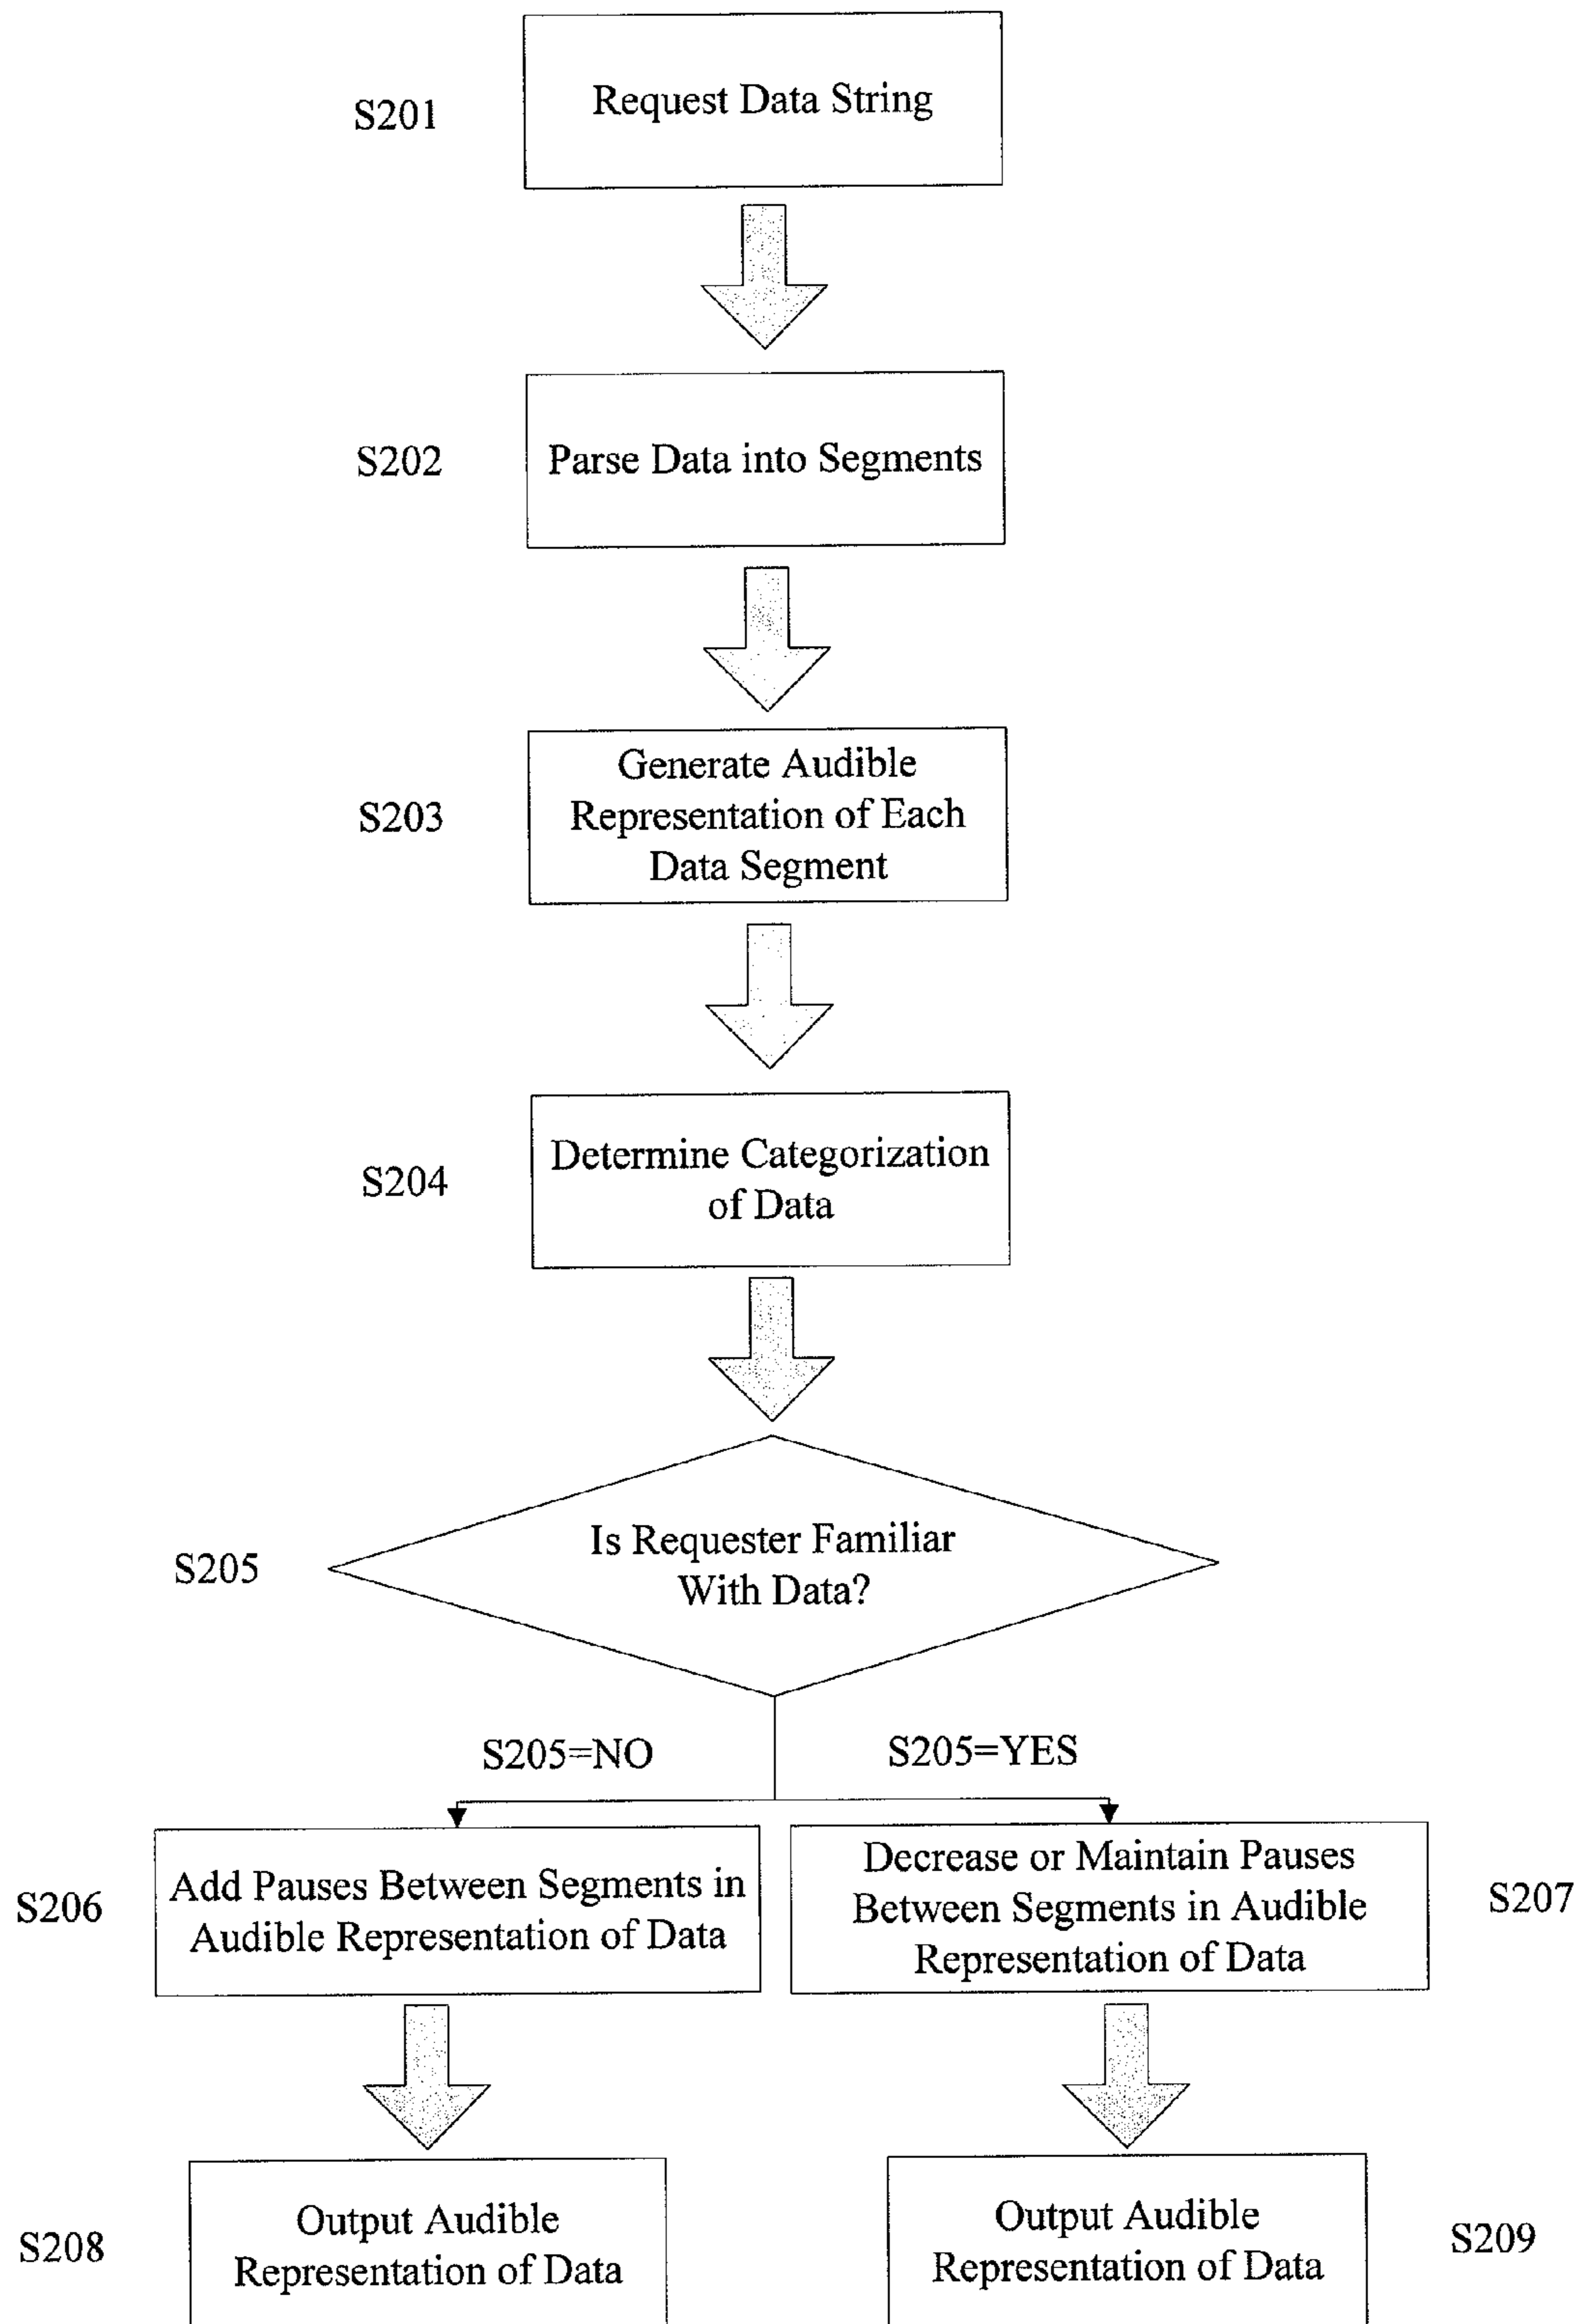 S201
Request Data String
S202
Parse Data into Segments
S203
Generate Audible
Representation of Each
Data Segment
S204
Determine Categorization
of Data
S205
Is Requester Familiar
With Data?
S205=NO
S205=YES
S206
Add Pauses Between Segments in
Audible Representation of Data
Decrease or Maintain Pauses
Between Segments in Audible
Representation of Data
S207
S208
Output Audible
Representation of Data
Output Audible
Representation of Data
S209